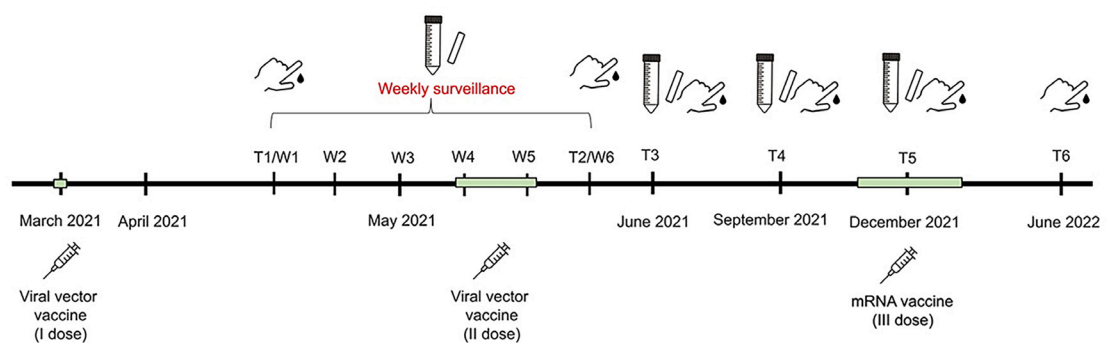 Weekly surveillance
T1/W1 W2 W3 W4 W5 T2/W6 T3 T4 T5 T6
March 2021 April 2021 May 2021 June 2021 September 2021 December 2021 June 2022
Viral vector
vaccine
(I dose)
Viral vector
vaccine
(II dose)
mRNA vaccine
(III dose)